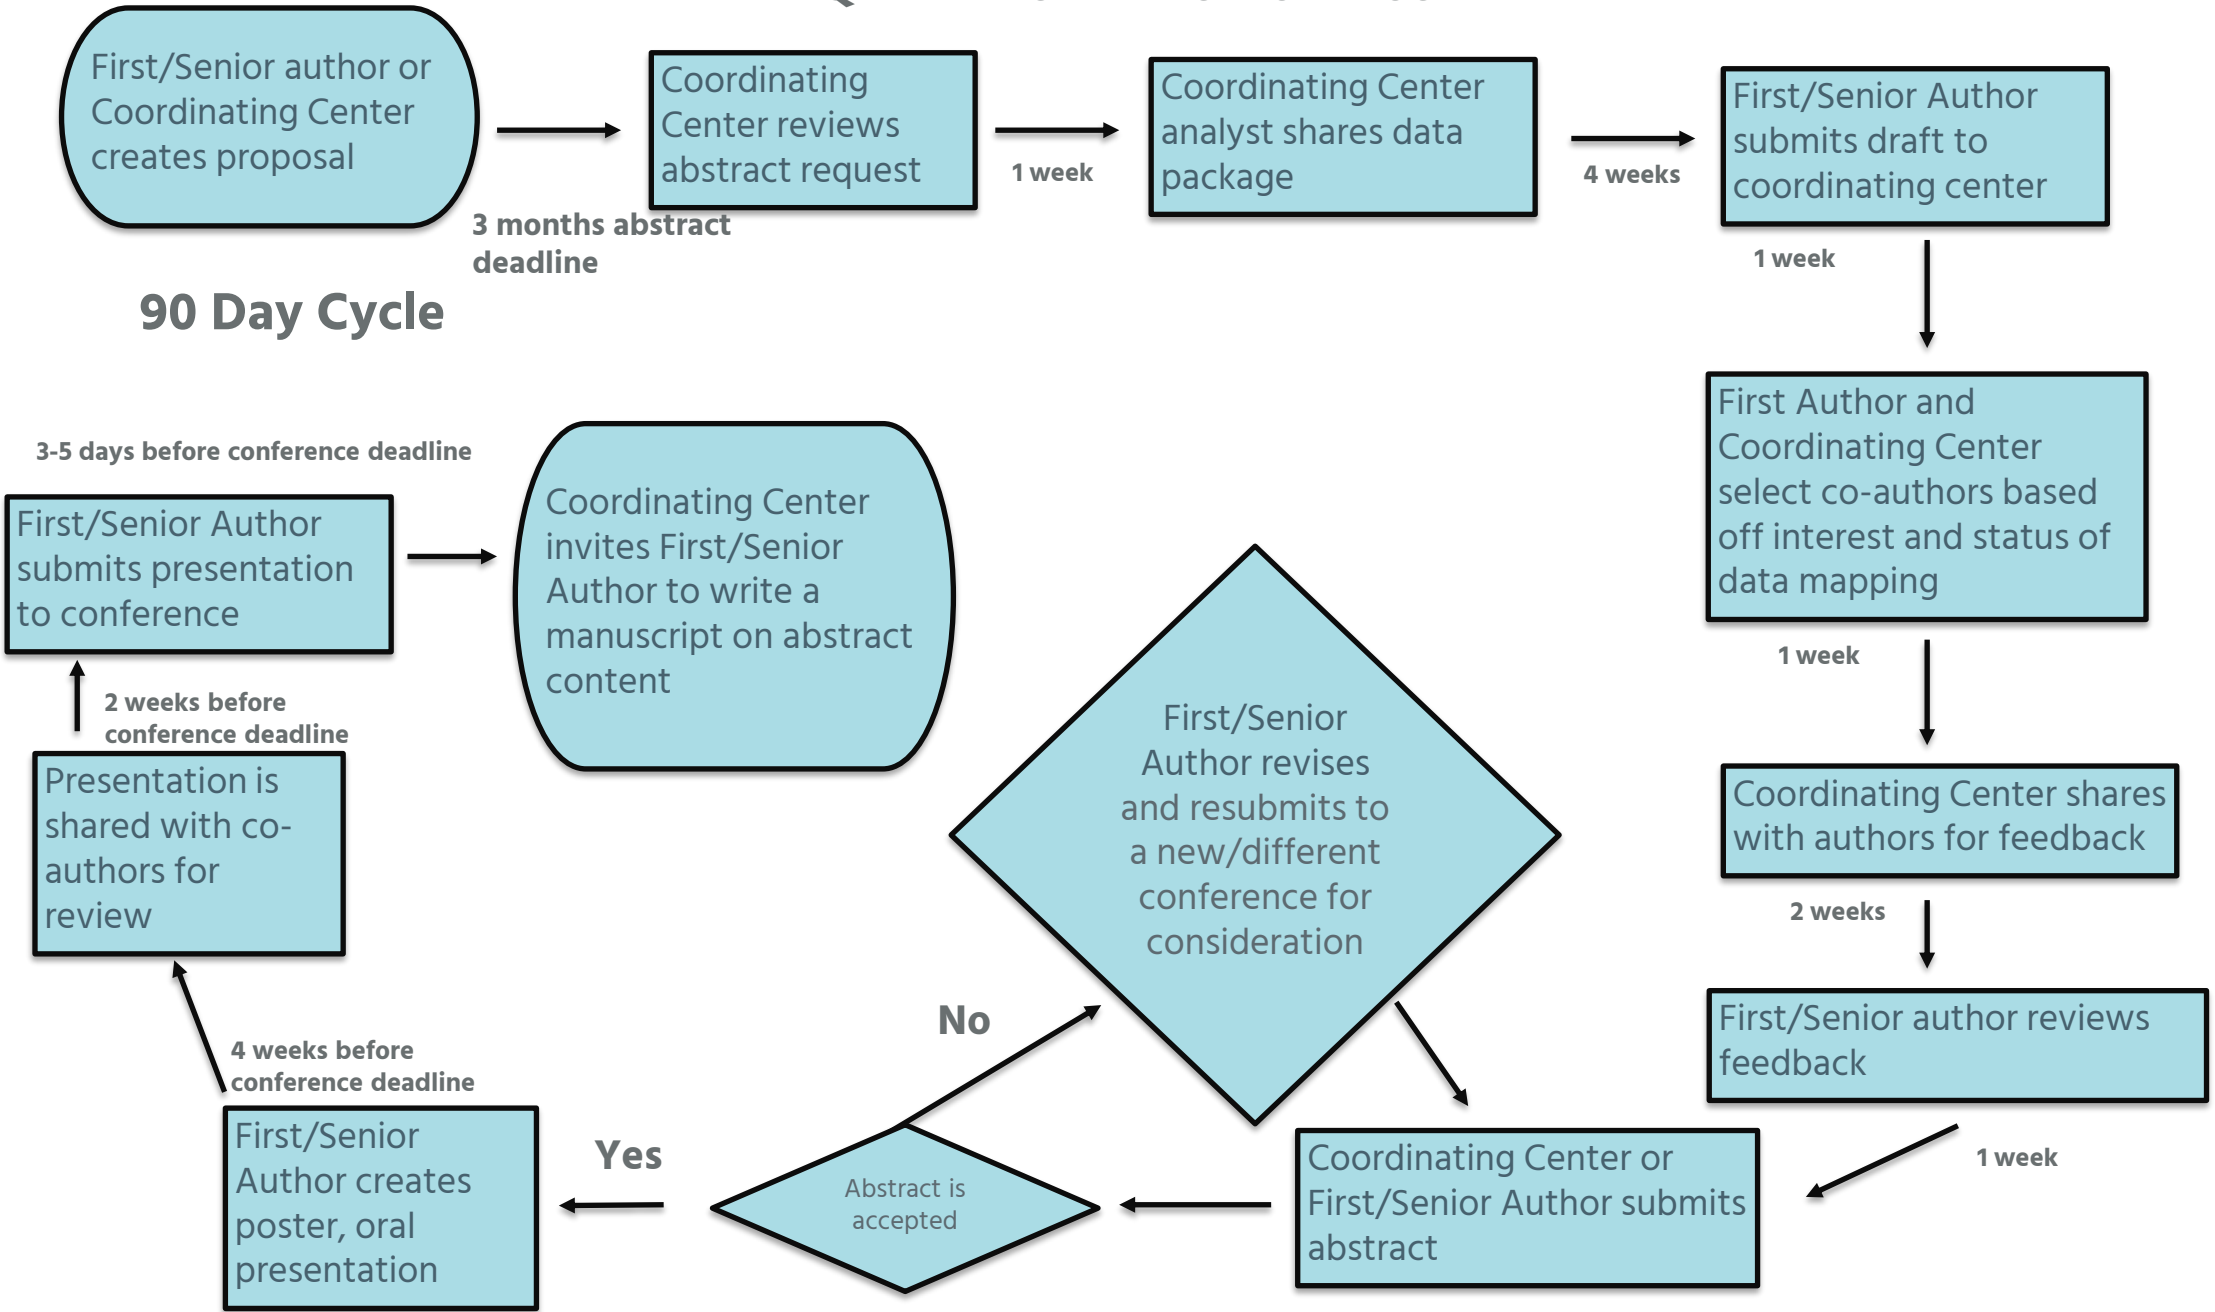 First/Senior author or
Coordinating Center
creates proposal
3 months abstract
deadline
Coordinating
Center reviews
abstract request
1 week
Coordinating Center
analyst shares data
package
4 weeks
First/Senior Author
submits draft to
coordinating center
1 week
90 Day Cycle
First Author and
Coordinating Center
select co-authors based
off interest and status of
data mapping
1 week
Coordinating Center shares
with authors for feedback
2 weeks
First/Senior author reviews
feedback
1 week
Coordinating Center or
First/Senior Author submits
abstract
Abstract is
accepted
No
First/Senior
Author revises
and resubmits to
a new/different
conference for
consideration
Yes
First/Senior
Author creates
poster, oral
presentation
4 weeks before
conference deadline
Presentation is
shared with co-
authors for
review
2 weeks before
conference deadline
First/Senior Author
submits presentation
to conference
3-5 days before conference deadline
Coordinating Center
invites First/Senior
Author to write a
manuscript on abstract
content